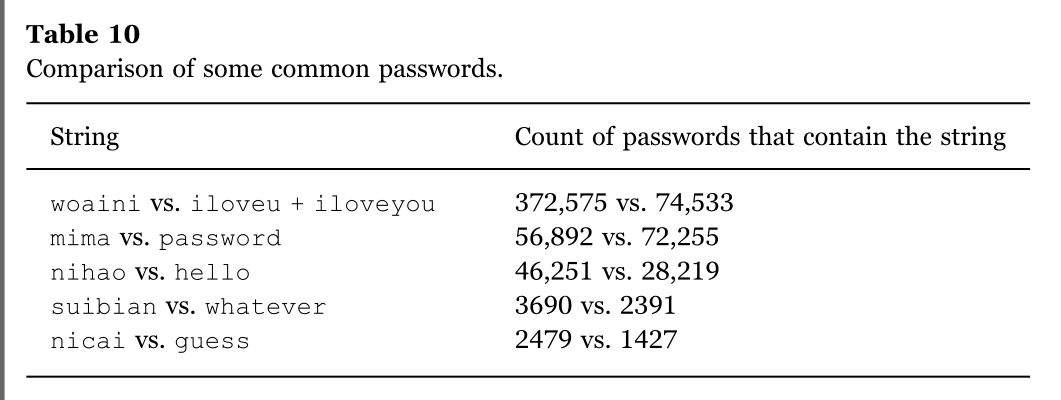 Table 10
Comparison of some common passwords.
String Count of passwords that contain the string
woaini vs. iloveu + iloveyou 372,575 vs. 74,533
mima vs. password 56,892 vs. 72,255
nihao vs. hello 46,251 vs. 28,219
suibian vs. whatever 3690 vs. 2391
nicai vs. guess 2479 vs. 1427